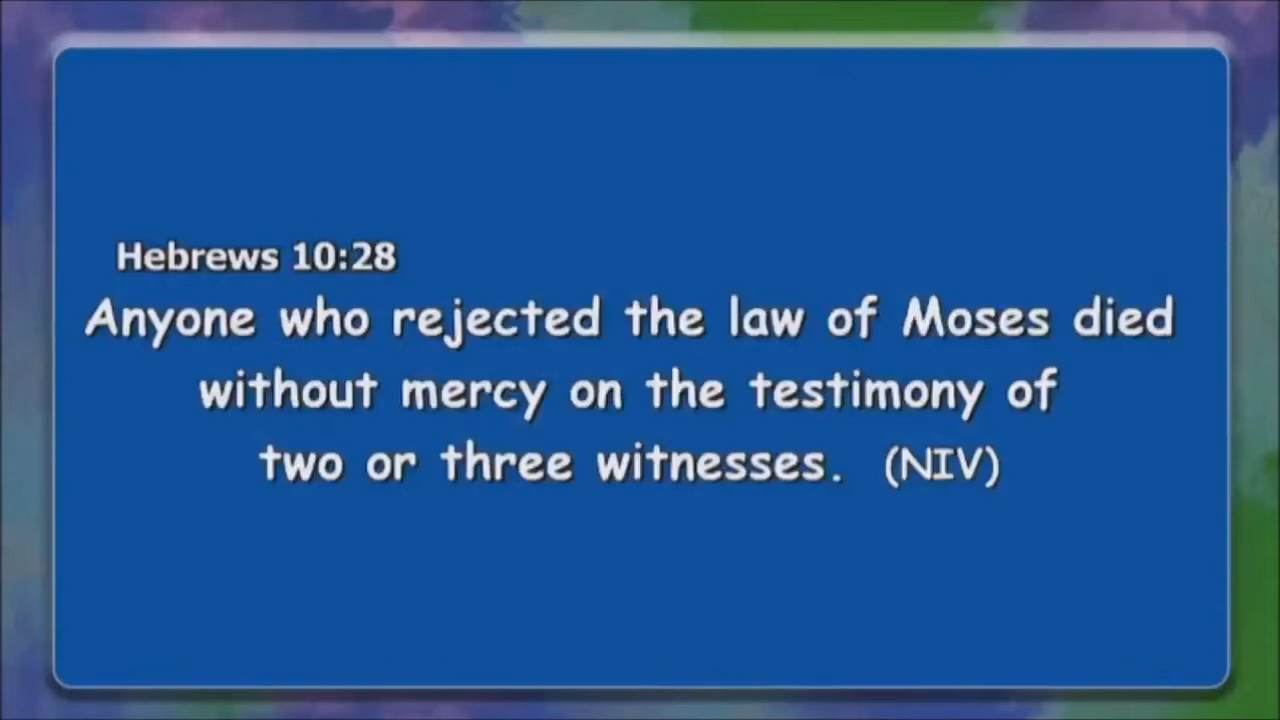 Hebrews 10:28
Anyone who rejected the law of Moses died
without mercy on the testimony of
two or three witnesses. (NIV)